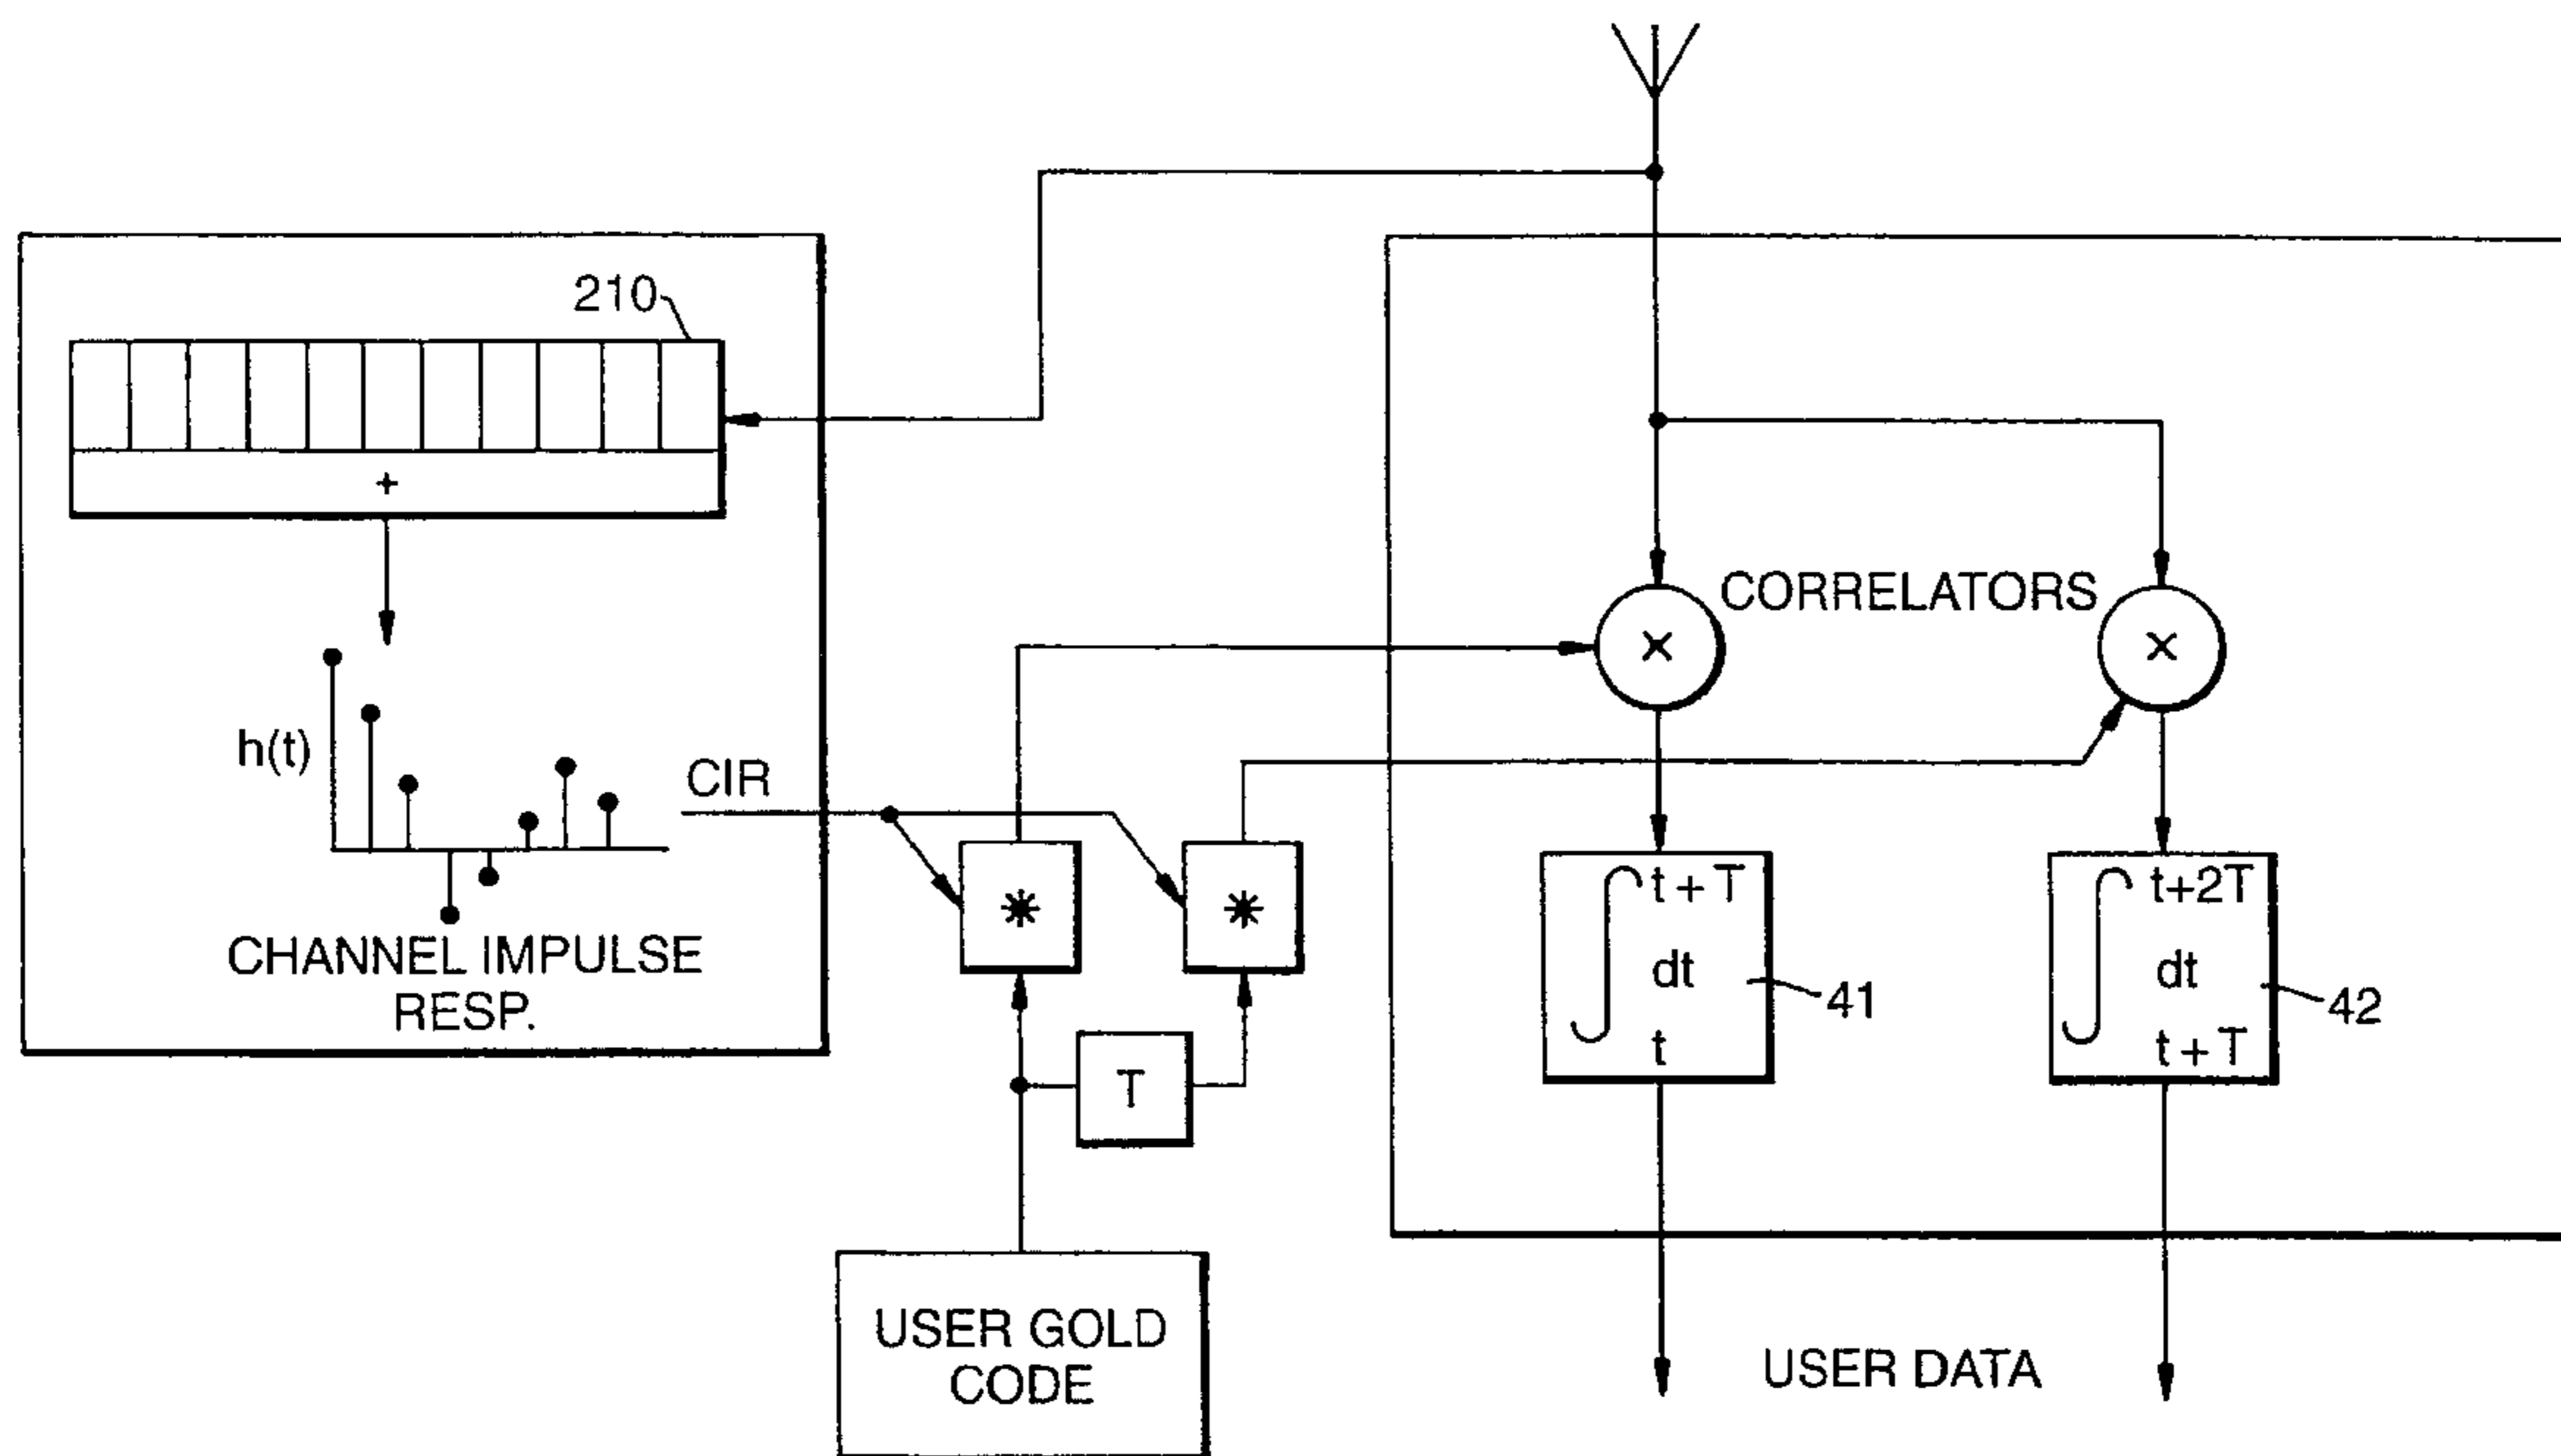 210
+
h(t)
CIR
CHANNEL IMPULSE
RESP.
*
*
T
USER GOLD
CODE
CORRELATORS
×
×
t + T
dt
t
41
t+2T
dt
t + T
42
USER DATA